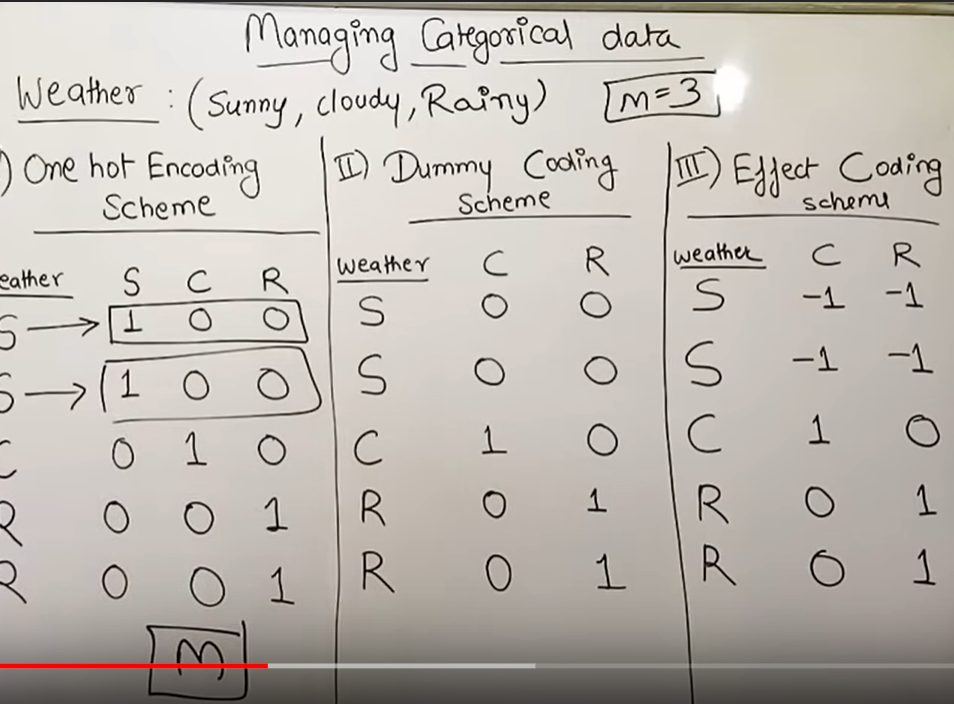 Managing Categorical data
Weather : (Sunny, cloudy, Rainy) m=3
) One hot Encoding
Scheme
eather S C R
S → 1 0 0
S → 1 0 0
C 0 1 0
R 0 0 1
R 0 0 1
m
II) Dummy Coding
Scheme
weather C R
S 0 0
S 0 0
C 1 0
R 0 1
R 0 1
III) Effect Coding
scheme
weather C R
S -1 -1
S -1 -1
C 1 0
R 0 1
R 0 1